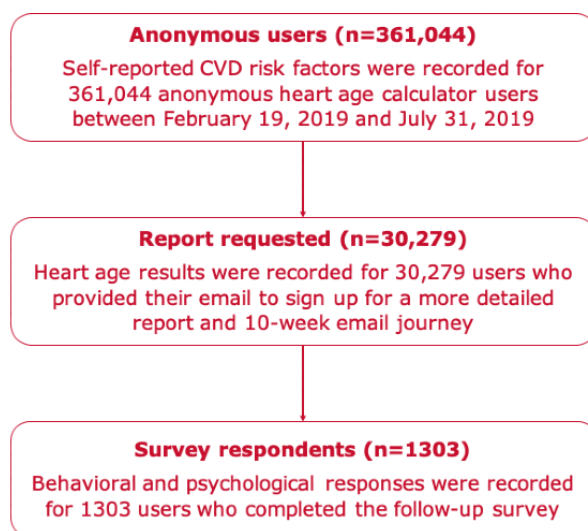 Anonymous users (n=361,044)
Self-reported CVD risk factors were recorded for
361,044 anonymous heart age calculator users
between February 19, 2019 and July 31, 2019
Report requested (n=30,279)
Heart age results were recorded for 30,279 users who
provided their email to sign up for a more detailed
report and 10-week email journey
Survey respondents (n=1303)
Behavioral and psychological responses were recorded
for 1303 users who completed the follow-up survey